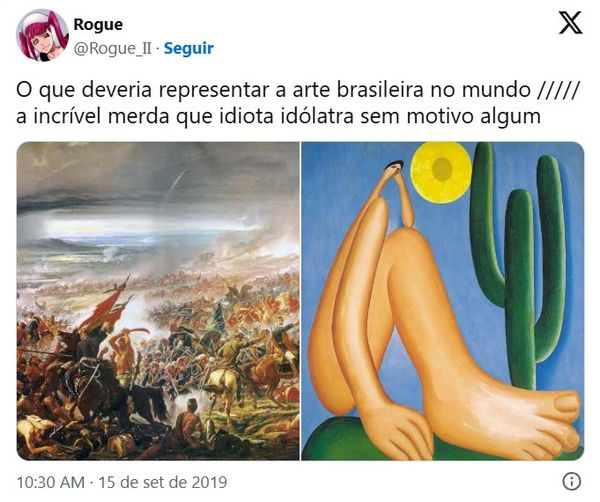 Rogue
@Rogue_II · Seguir
O que deveria representar a arte brasileira no mundo /////
a incrível merda que idiota idólatra sem motivo algum
10:30 AM · 15 de set de 2019